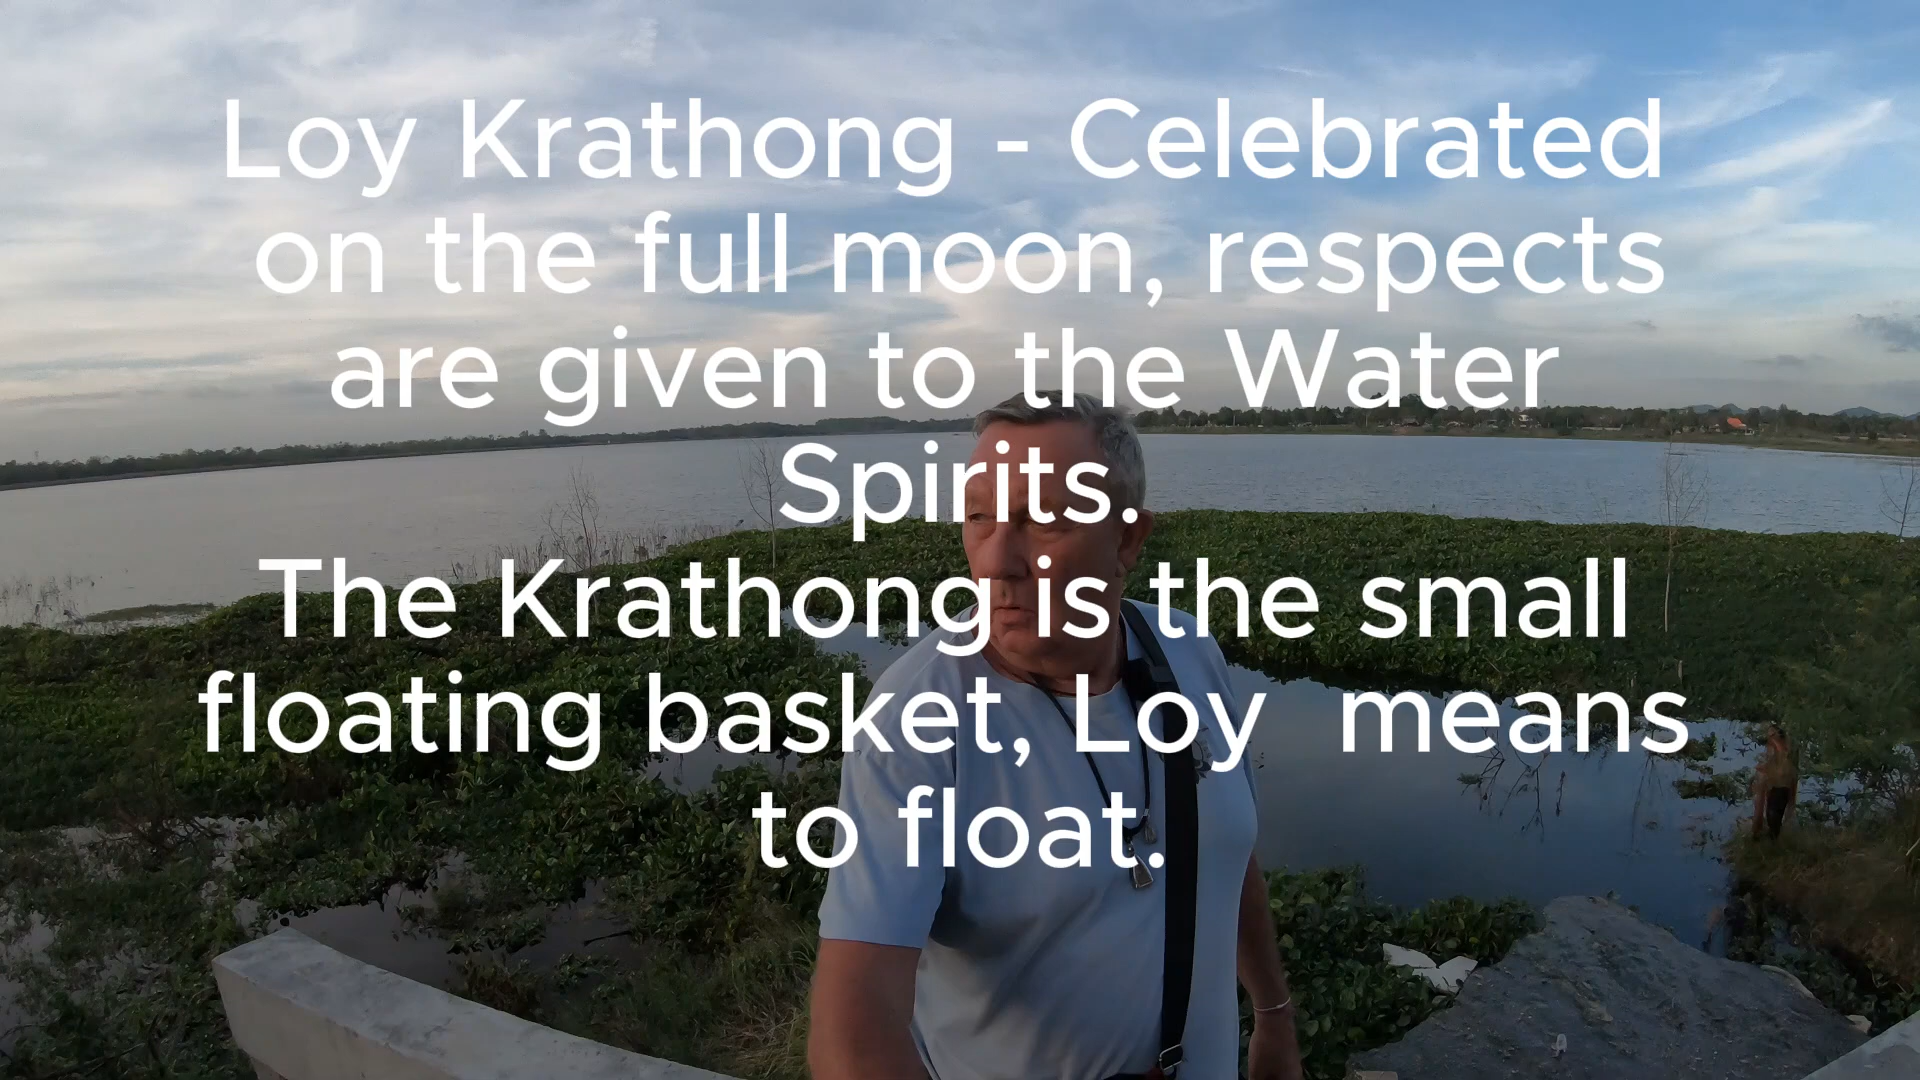 Loy Krathong - Celebrated
on the full moon, respects
are given to the Water
Spirits.
The Krathong is the small
floating basket, Loy  means
to float.